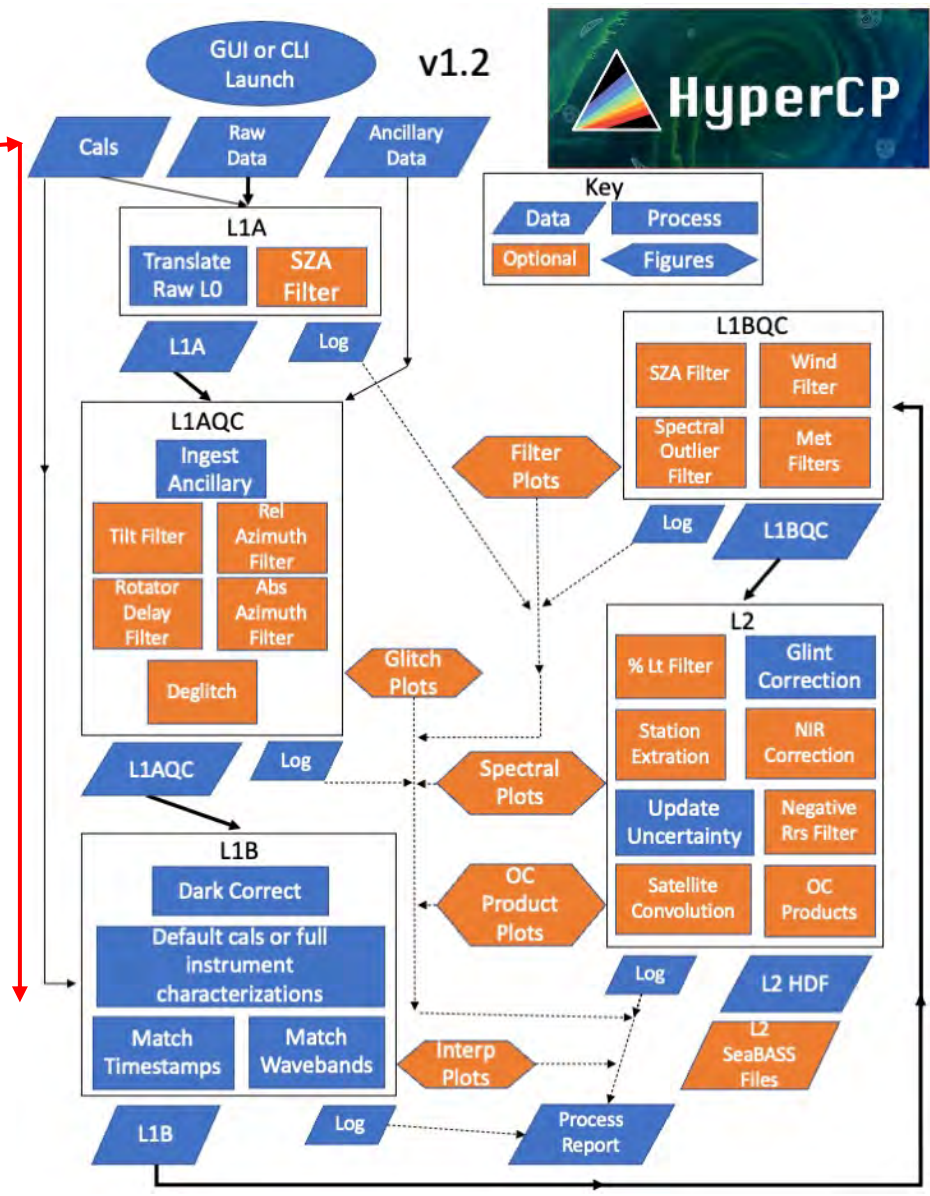 GUI or CLI
Launch
v1.2
HyperCP
Cals
Raw
Data
Ancillary
Data
Key
Data
Process
Optional
Figures
L1A
Translate
Raw L0
SZA
Filter
L1A
Log
L1BQC
SZA Filter
Wind
Filter
Spectral
Outlier
Filter
Met
Filters
L1AQC
Ingest
Ancillary
Tilt Filter
Rel
Azimuth
Filter
Rotator
Delay
Filter
Abs
Azimuth
Filter
Deglitch
Filter
Plots
Log
L1BQC
Glitch
Plots
L2
% Lt Filter
Glint
Correction
Station
Extration
NIR
Correction
Update
Uncertainty
Negative
Rrs Filter
Satellite
Convolution
OC
Products
L1AQC
Log
Spectral
Plots
OC
Product
Plots
L1B
Dark Correct
Default cals or full
instrument
characterizations
Match
Timestamps
Match
Wavebands
Interp
Plots
Log
L2 HDF
L2
SeaBASS
Files
L1B
Log
Process
Report